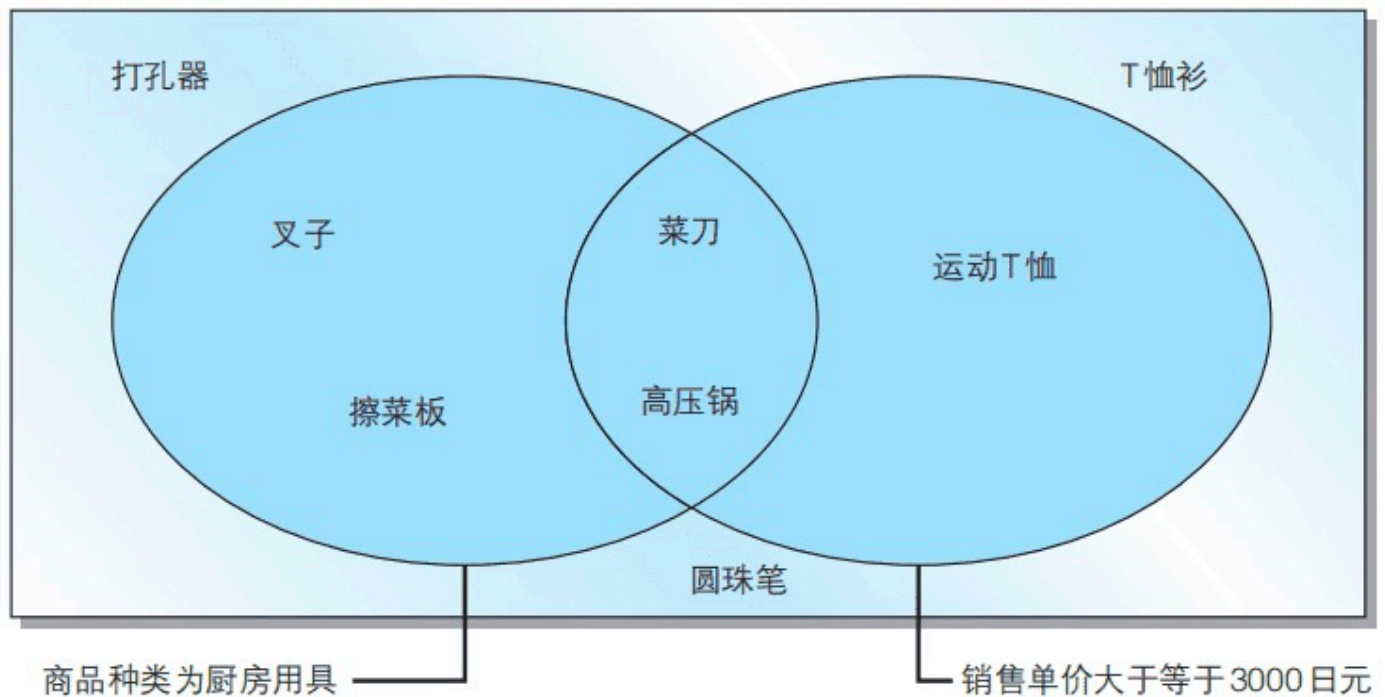 打孔器
T恤衫
叉子
菜刀
运动T恤
擦菜板
高压锅
圆珠笔
商品种类为厨房用具
销售单价大于等于3000日元